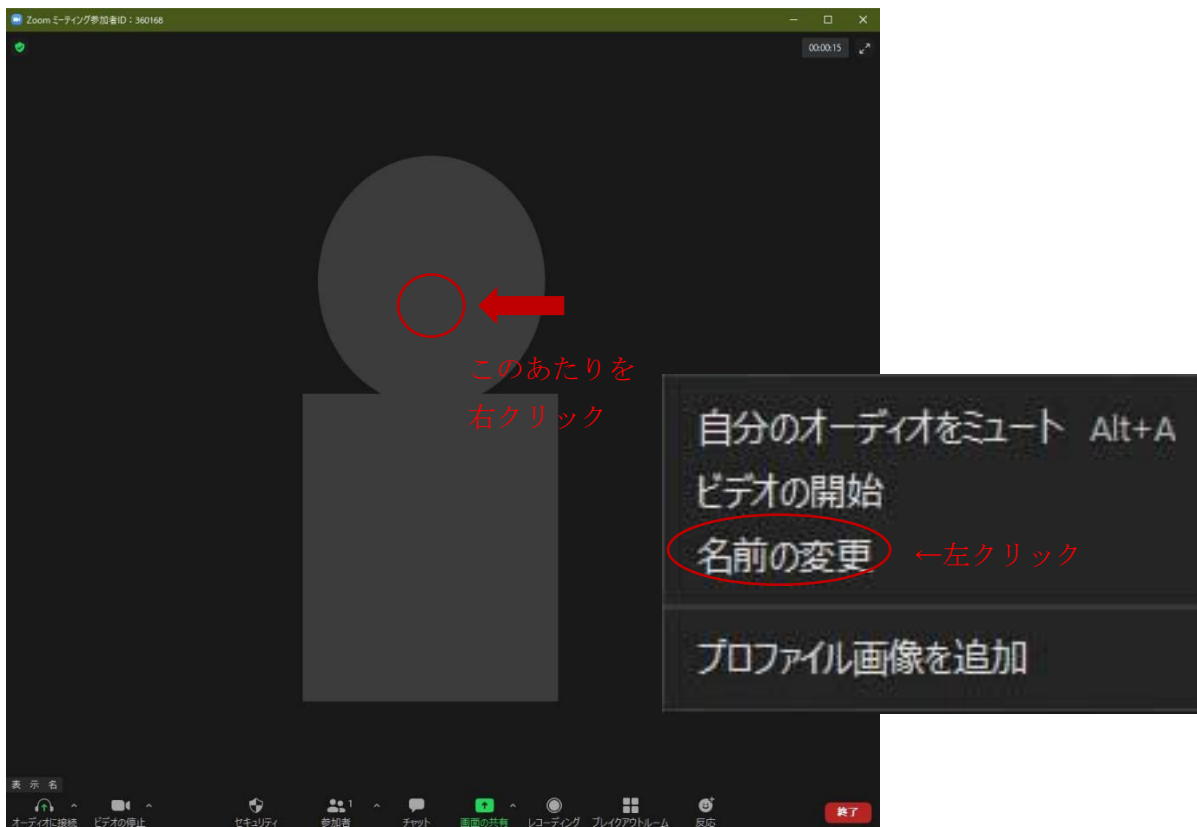 Zoom ミーティング参加者ID：360168
00:00:15
このあたりを
右クリック
自分のオーディオをミュート Alt+A
ビデオの開始
名前の変更 ←左クリック
プロファイル画像を追加
表 示 名
オーディオに接続 ビデオの停止 セキュリティ 参加者 1 チャット 画面の共有 レコーディング ブレイクアウトルーム 反応 終了